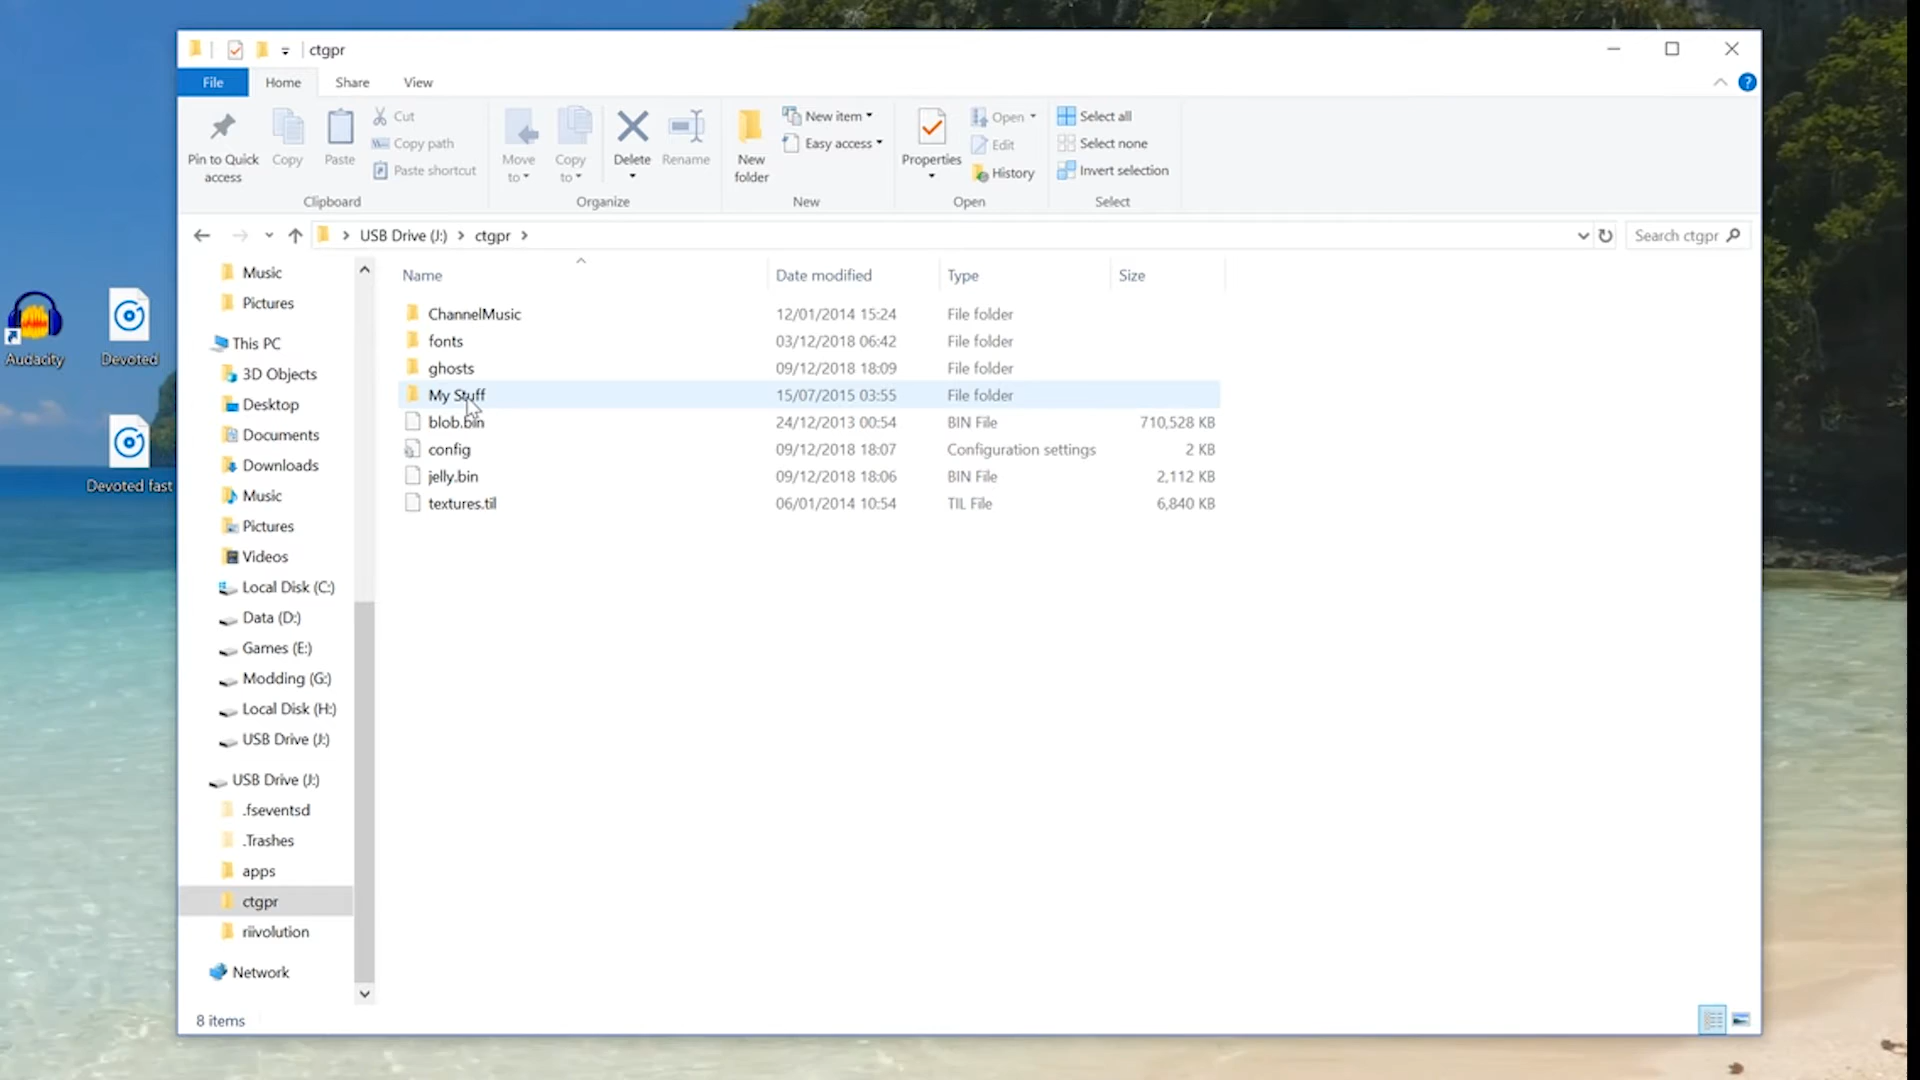 ctgpr
File Home Share View
Pin to Quick access
Copy
Paste
Cut
Copy path
Paste shortcut
Clipboard
Move to
Copy to
Delete
Rename
Organize
New folder
New item
Easy access
New
Properties
Open
Edit
History
Open
Select all
Select none
Invert selection
Select
USB Drive (J:) ctgpr
Search ctgpr
Audacity
Devoted
Devoted fast
Music
Pictures
This PC
3D Objects
Desktop
Documents
Downloads
Music
Pictures
Videos
Local Disk (C:)
Data (D:)
Games (E:)
Modding (G:)
Local Disk (H:)
USB Drive (J:)
USB Drive (J:)
.fseventsd
.Trashes
apps
ctgpr
riivolution
Network
Name Date modified Type Size
ChannelMusic 12/01/2014 15:24 File folder
fonts 03/12/2018 06:42 File folder
ghosts 09/12/2018 18:09 File folder
My Stuff 15/07/2015 03:55 File folder
blob.bin 24/12/2013 00:54 BIN File 710,528 KB
config 09/12/2018 18:07 Configuration settings 2 KB
jelly.bin 09/12/2018 18:06 BIN File 2,112 KB
textures.til 06/01/2014 10:54 TIL File 6,840 KB
8 items